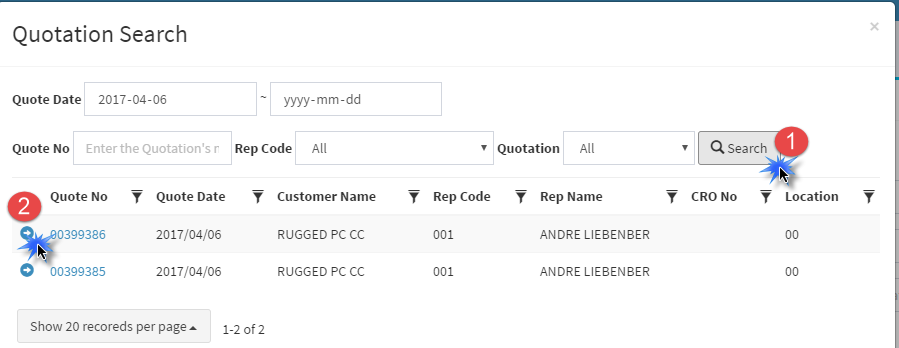 Quotation Search ×
Quote Date 2017-04-06 ~ yyyy-mm-dd
Quote No Enter the Quotation's r Rep Code All Quotation All Search 1
Quote No Quote Date Customer Name Rep Code Rep Name CRO No Location
2
00399386 2017/04/06 RUGGED PC CC 001 ANDRE LIEBENBER 00
00399385 2017/04/06 RUGGED PC CC 001 ANDRE LIEBENBER 00
Show 20 recoreds per page 1-2 of 2